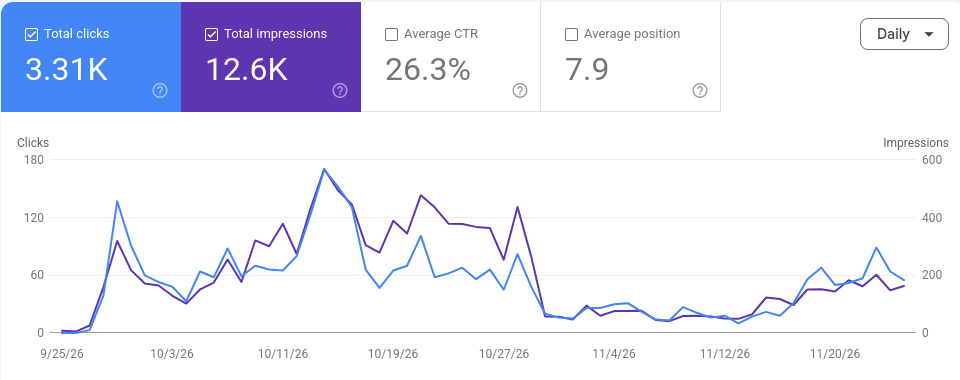 Total clicks
3.31K
Total impressions
12.6K
Average CTR
26.3%
Average position
7.9
Daily
Clicks
Impressions
180
600
120
400
60
200
0
0
9/25/26
10/3/26
10/11/26
10/19/26
10/27/26
11/4/26
11/12/26
11/20/26